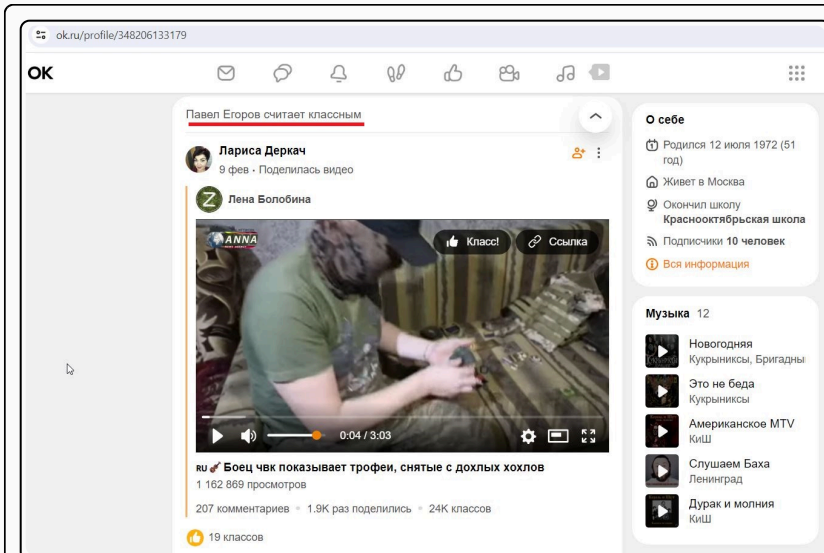 ok.ru/profile/348206133179
OK
Павел Егоров считает классным
Лариса Деркач
9 фев · Поделилась видео
Z Лена Болобина
ANNA
Класс!
Ссылка
0:04 / 3:03
RU Боец чвк показывает трофеи, снятые с дохлых хохлов
1 162 869 просмотров
207 комментариев · 1.9K раз поделились · 24K классов
19 классов
О себе
Родился 12 июля 1972 (51
год)
Живет в Москва
Окончил школу
Краснооктябрьская школа
Подписчики 10 человек
Вся информация
Музыка 12
Новогодняя
Кукрыниксы, Бригадны
Это не беда
Кукрыниксы
Американское MTV
КиШ
Слушаем Баха
Ленинград
Дурак и молния
КиШ